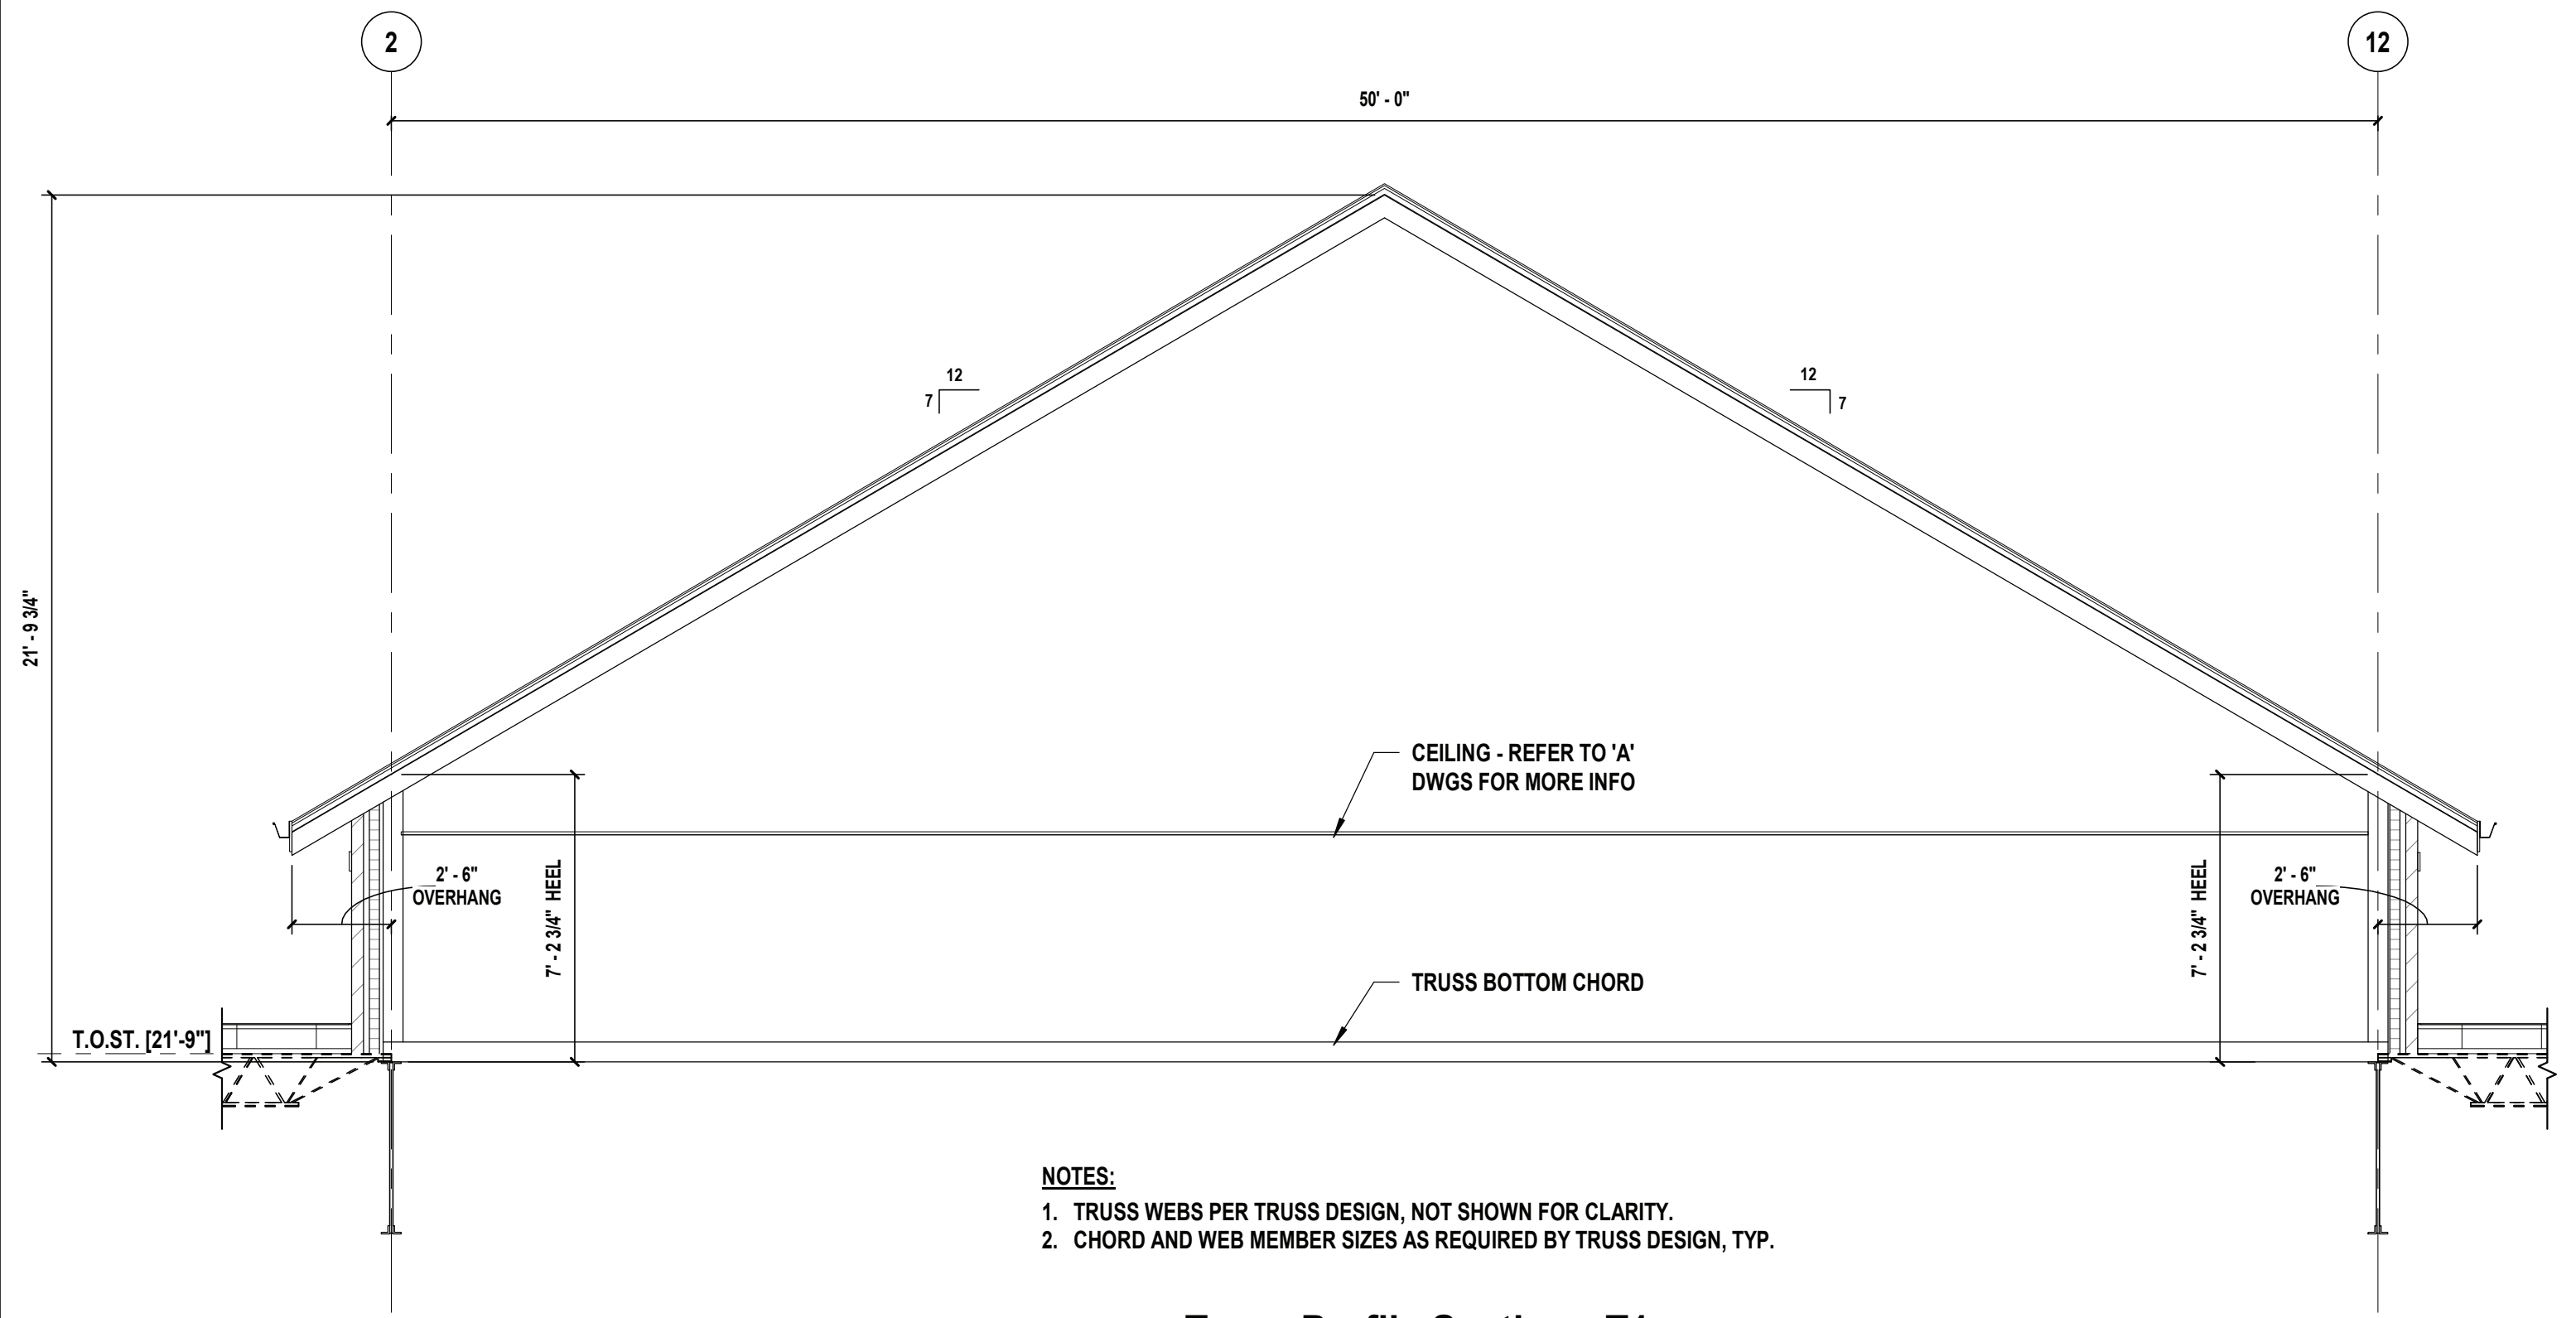 2
12
50' - 0"
12
7
12
7
21' - 9 3/4"
CEILING - REFER TO 'A'
DWGS FOR MORE INFO
2' - 6"
OVERHANG
7' - 2 3/4" HEEL
7' - 2 3/4" HEEL
2' - 6"
OVERHANG
TRUSS BOTTOM CHORD
T.O.ST. [21'-9"]
NOTES:
1. TRUSS WEBS PER TRUSS DESIGN, NOT SHOWN FOR CLARITY.
2. CHORD AND WEB MEMBER SIZES AS REQUIRED BY TRUSS DESIGN, TYP.